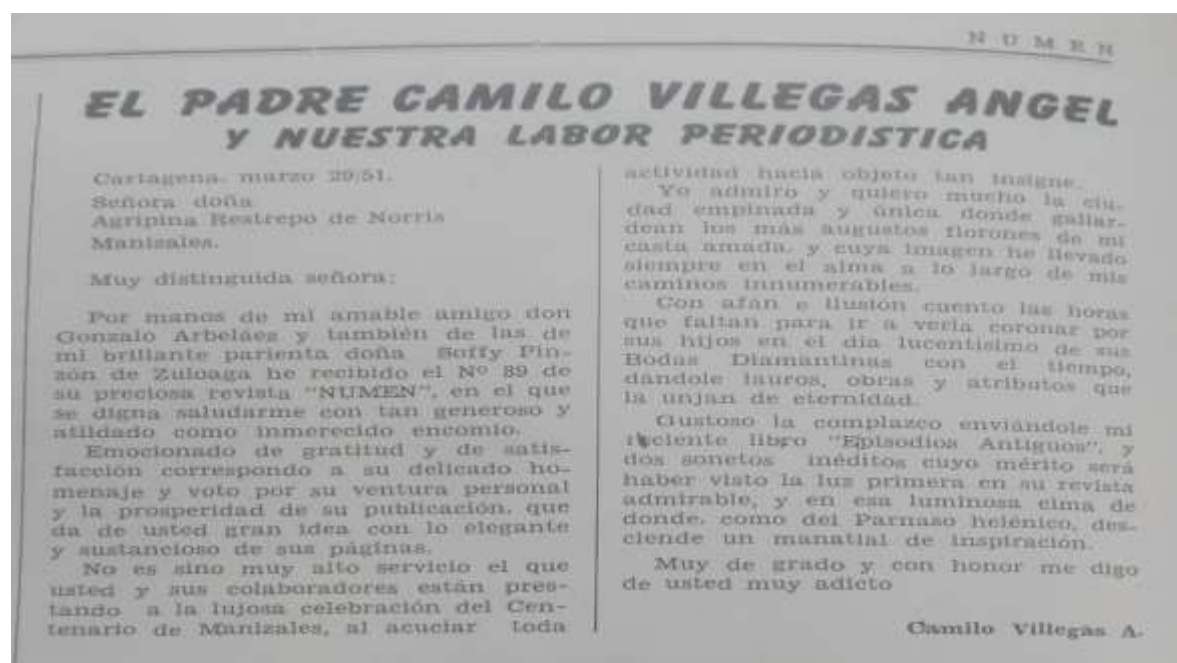 NUMEN
EL PADRE CAMILO VILLEGAS ANGEL
Y NUESTRA LABOR PERIODISTICA
Cartagena, marzo 29/51.
Señora doña
Agripina Restrepo de Norris
Manizales.
Muy distinguida señora:
Por manos de mi amable amigo don
Gonzalo Arbeláez y también de las de
mi brillante parienta doña Soffy Pin-
zón de Zuloaga he recibido el Nº 89 de
su preciosa revista "NUMEN", en el que
se digna saludarme con tan generoso y
atildado como inmerecido encomio.
Emocionado de gratitud y de satis-
facción correspondo a su delicado ho-
menaje y voto por su ventura personal
y la prosperidad de su publicación, que
da de usted gran idea con lo elegante
y sustancioso de sus páginas.
No es sino muy alto servicio el que
usted y sus colaboradores están pres-
tando a la lujosa celebración del Cen-
tenario de Manizales, al acuciar toda
actividad hacia objeto tan insigne.
Yo admiro y quiero mucho la ciu-
dad empinada y única donde gallar-
dean los más augustos florones de mi
casta amada, y cuya imagen he llevado
siempre en el alma a lo largo de mis
caminos innumerables.
Con afán e ilusión cuento las horas
que faltan para ir a verla coronar por
sus hijos en el día lucentísimo de sus
Bodas Diamantinas con el tiempo,
dándole lauros, obras y atributos que
la unjan de eternidad.
Gustoso la complazco enviándole mi
reciente libro "Episodios Antiguos", y
dos sonetos inéditos cuyo mérito será
haber visto la luz primera en su revista
admirable, y en esa luminosa cima de
donde, como del Parnaso helénico, des-
ciende un manatial de inspiración.
Muy de grado y con honor me digo
de usted muy adicto
Camilo Villegas A.